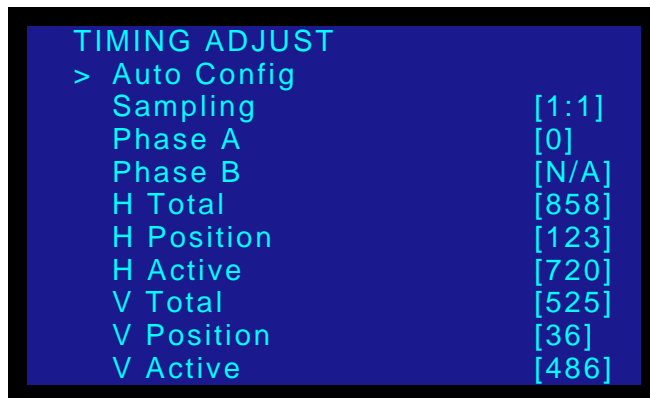 TIMING ADJUST
> Auto Config
Sampling [1:1]
Phase A [0]
Phase B [N/A]
H Total [858]
H Position [123]
H Active [720]
V Total [525]
V Position [36]
V Active [486]